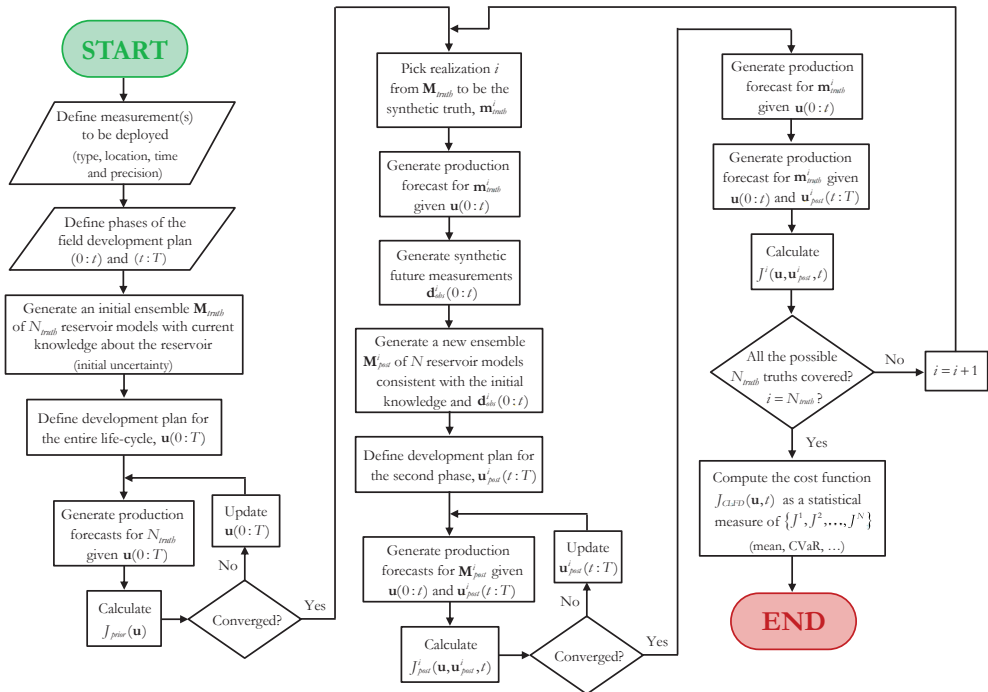 START
Define measurement(s)
to be deployed
(type, location, time
and precision)
Define phases of the
field development plan
(0 : t) and (t : T)
Generate an initial ensemble M_truth
of N_truth reservoir models with current
knowledge about the reservoir
(initial uncertainty)
Define development plan for
the entire life-cycle, u(0 : T)
Generate production
forecasts for N_truth
given u(0 : T)
Update
u(0 : T)
No
Calculate
J_prior(u)
Converged?
Yes
Pick realization i
from M_truth to be the
synthetic truth, m^i_truth
Generate production
forecast for m^i_truth
given u(0 : t)
Generate synthetic
future measurements
d^i_obs(0 : t)
Generate a new ensemble
M^i_post of N reservoir models
consistent with the initial
knowledge and d^i_obs(0 : t)
Define development plan for
the second phase, u^i_post(t : T)
Generate production
forecasts for M^i_post given
u(0 : t) and u^i_post(t : T)
Update
u^i_post(t : T)
No
Calculate
J^i_post(u, u^i_post, t)
Converged?
Yes
Generate production
forecast for m^i_truth
given u(0 : t)
Generate production
forecast for m^i_truth given
u(0 : t) and u^i_post(t : T)
Calculate
J^i(u, u^i_post, t)
All the possible
N_truth truths covered?
i = N_truth ?
No
i = i + 1
Yes
Compute the cost function
J_CLFD(u, t) as a statistical
measure of {J^1, J^2, ..., J^N}
(mean, CVaR, ...)
END